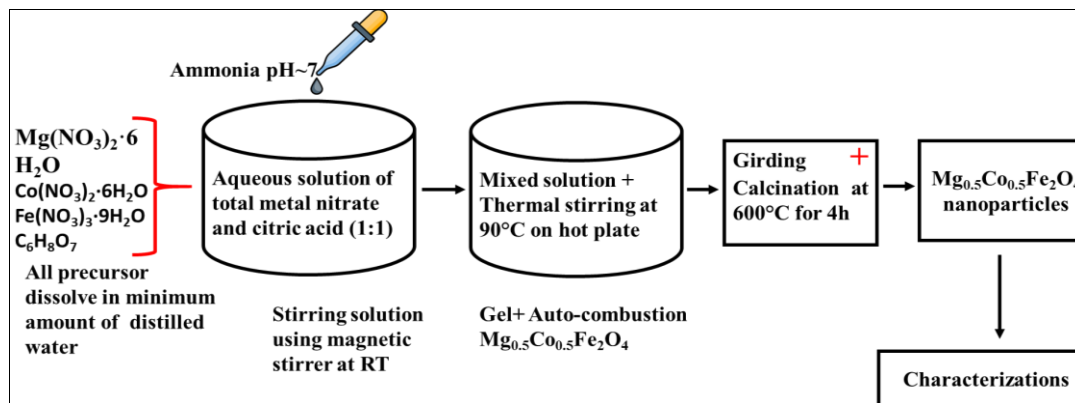 Ammonia pH~7
Mg(NO₃)₂·6
H₂O
Co(NO₃)₂·6H₂O
Fe(NO₃)₃·9H₂O
C₆H₈O₇
All precursor
dissolve in minimum
amount of distilled
water
Aqueous solution of
total metal nitrate
and citric acid (1:1)
Stirring solution
using magnetic
stirrer at RT
Mixed solution +
Thermal stirring at
90°C on hot plate
Gel+ Auto-combustion
Mg₀.₅Co₀.₅Fe₂O₄
Girding +
Calcination at
600°C for 4h
Mg₀.₅Co₀.₅Fe₂O₄
nanoparticles
Characterizations